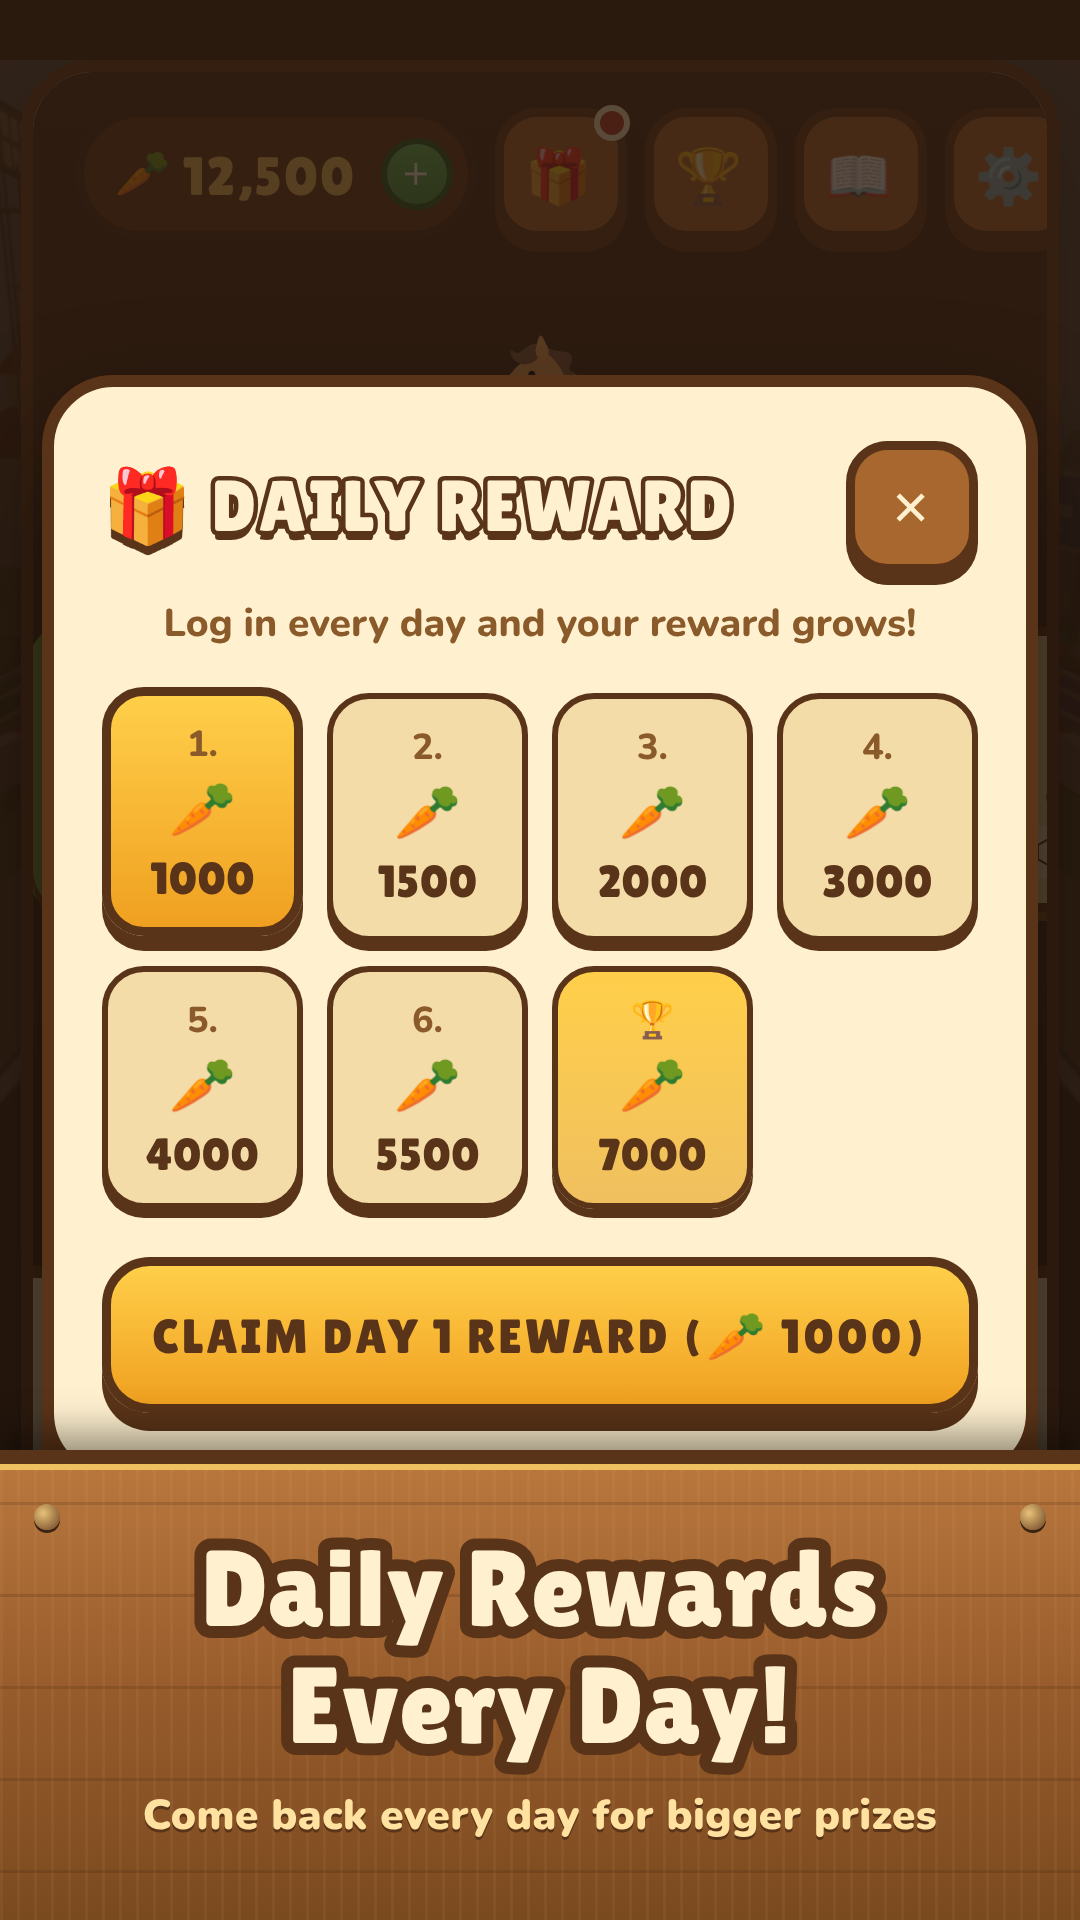 12,500
DAILY REWARD
Log in every day and your reward grows!
1. 2. 3. 4.
1000 1500 2000 3000
5. 6.
4000 5500 7000
CLAIM DAY 1 REWARD (🥕 1000)
Daily Rewards
Every Day!
Come back every day for bigger prizes